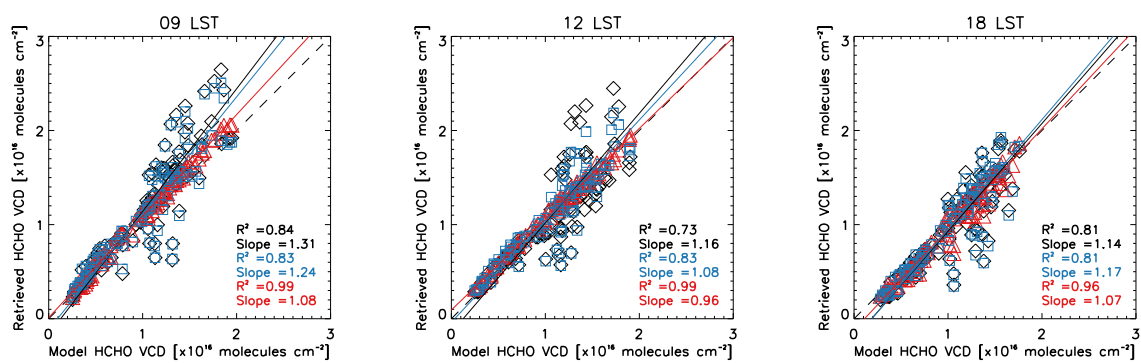 09 LST
Retrieved HCHO VCD [x10¹⁶ molecules cm⁻²]
3
2
1
0
R² =0.84
Slope =1.31
R² =0.83
Slope =1.24
R² =0.99
Slope =1.08
0 1 2 3
Model HCHO VCD [x10¹⁶ molecules cm⁻²]
12 LST
Retrieved HCHO VCD [x10¹⁶ molecules cm⁻²]
3
2
1
0
R² =0.73
Slope =1.16
R² =0.83
Slope =1.08
R² =0.99
Slope =0.96
0 1 2 3
Model HCHO VCD [x10¹⁶ molecules cm⁻²]
18 LST
Retrieved HCHO VCD [x10¹⁶ molecules cm⁻²]
3
2
1
0
R² =0.81
Slope =1.14
R² =0.81
Slope =1.17
R² =0.96
Slope =1.07
0 1 2 3
Model HCHO VCD [x10¹⁶ molecules cm⁻²]